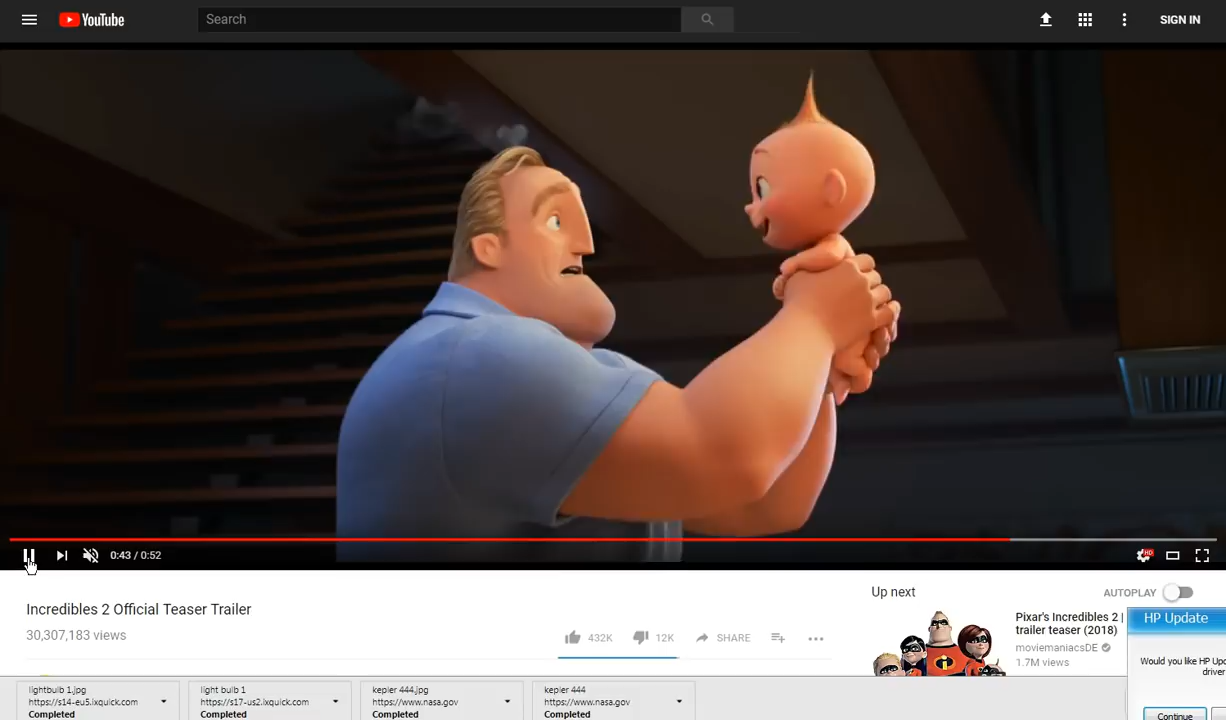 YouTube
Search
SIGN IN
0:43 / 0:52
HD
Incredibles 2 Official Teaser Trailer
30,307,183 views
432K
12K
SHARE
Up next
AUTOPLAY
Pixar's Incredibles 2 |
trailer teaser (2018)
moviemaniacsDE
1.7M views
HP Update
Would you like HP Upd
driver
Continue
lightbulb 1.jpg
https://s14-eu5.ixquick.com
Completed
light bulb 1
https://s17-us2.ixquick.com
Completed
kepler 444.jpg
https://www.nasa.gov
Completed
kepler 444
https://www.nasa.gov
Completed